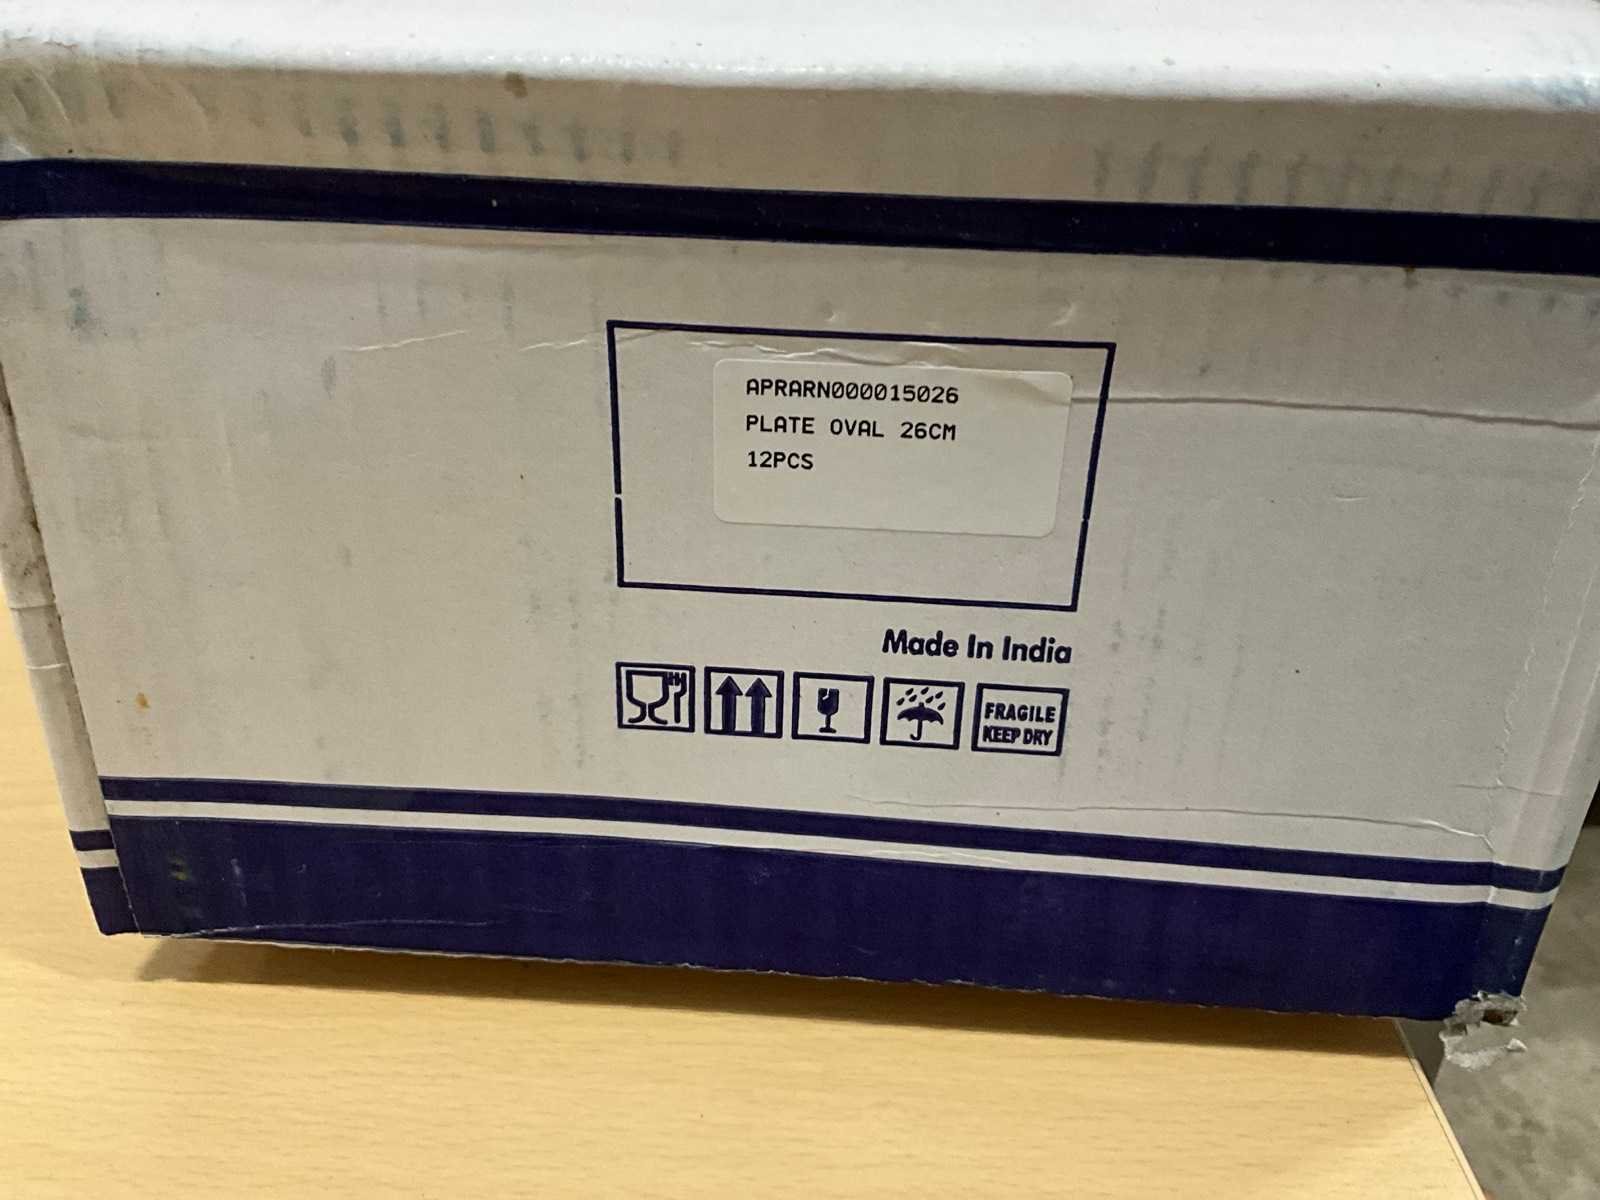 APRARN000015026
PLATE OVAL 26CM
12PCS
Made In India
FRAGILE
KEEP DRY